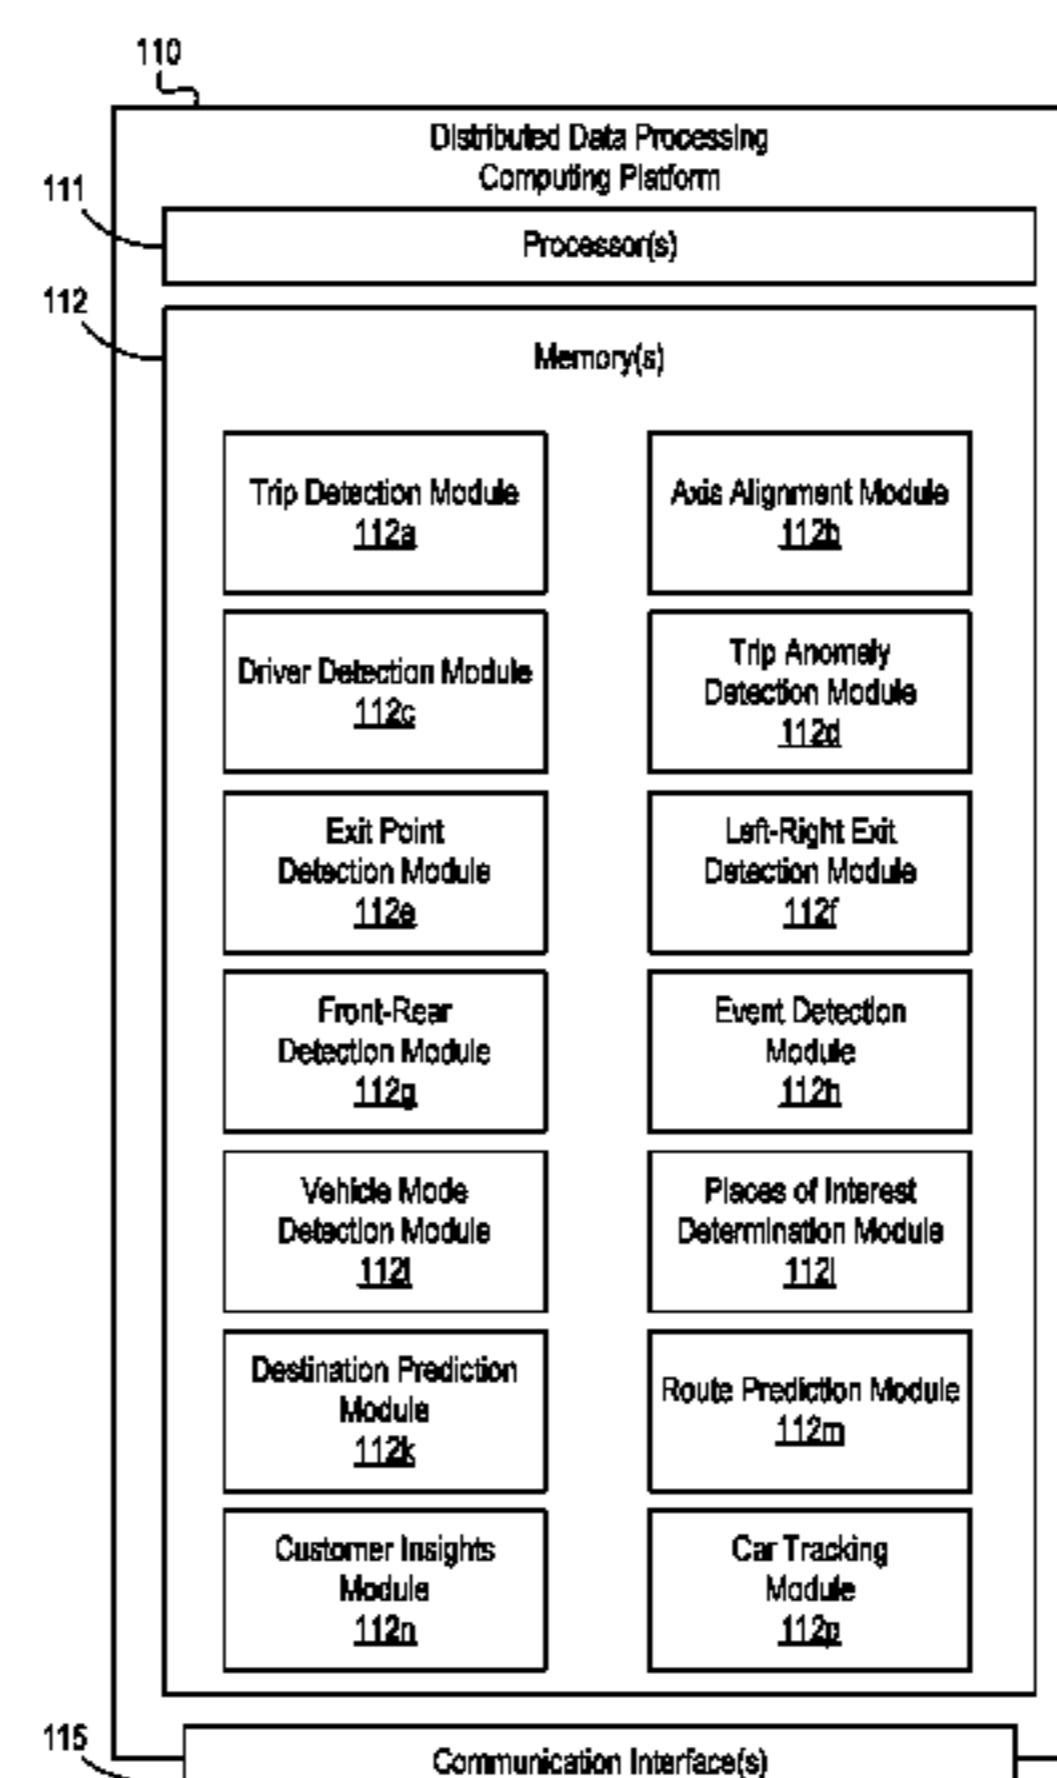 110
Distributed Data Processing
Computing Platform
111
Processor(s)
112
Memory(s)
Trip Detection Module
112a
Axis Alignment Module
112b
Driver Detection Module
112c
Trip Anomaly
Detection Module
112d
Exit Point
Detection Module
112e
Left-Right Exit
Detection Module
112f
Front-Rear
Detection Module
112g
Event Detection
Module
112h
Vehicle Mode
Detection Module
Places of Interest
Determination Module
Destination Prediction
Module
112k
Route Prediction Module
112m
Customer Insights
Module
112n
Car Tracking
Module
112p
Communication Interface(s)